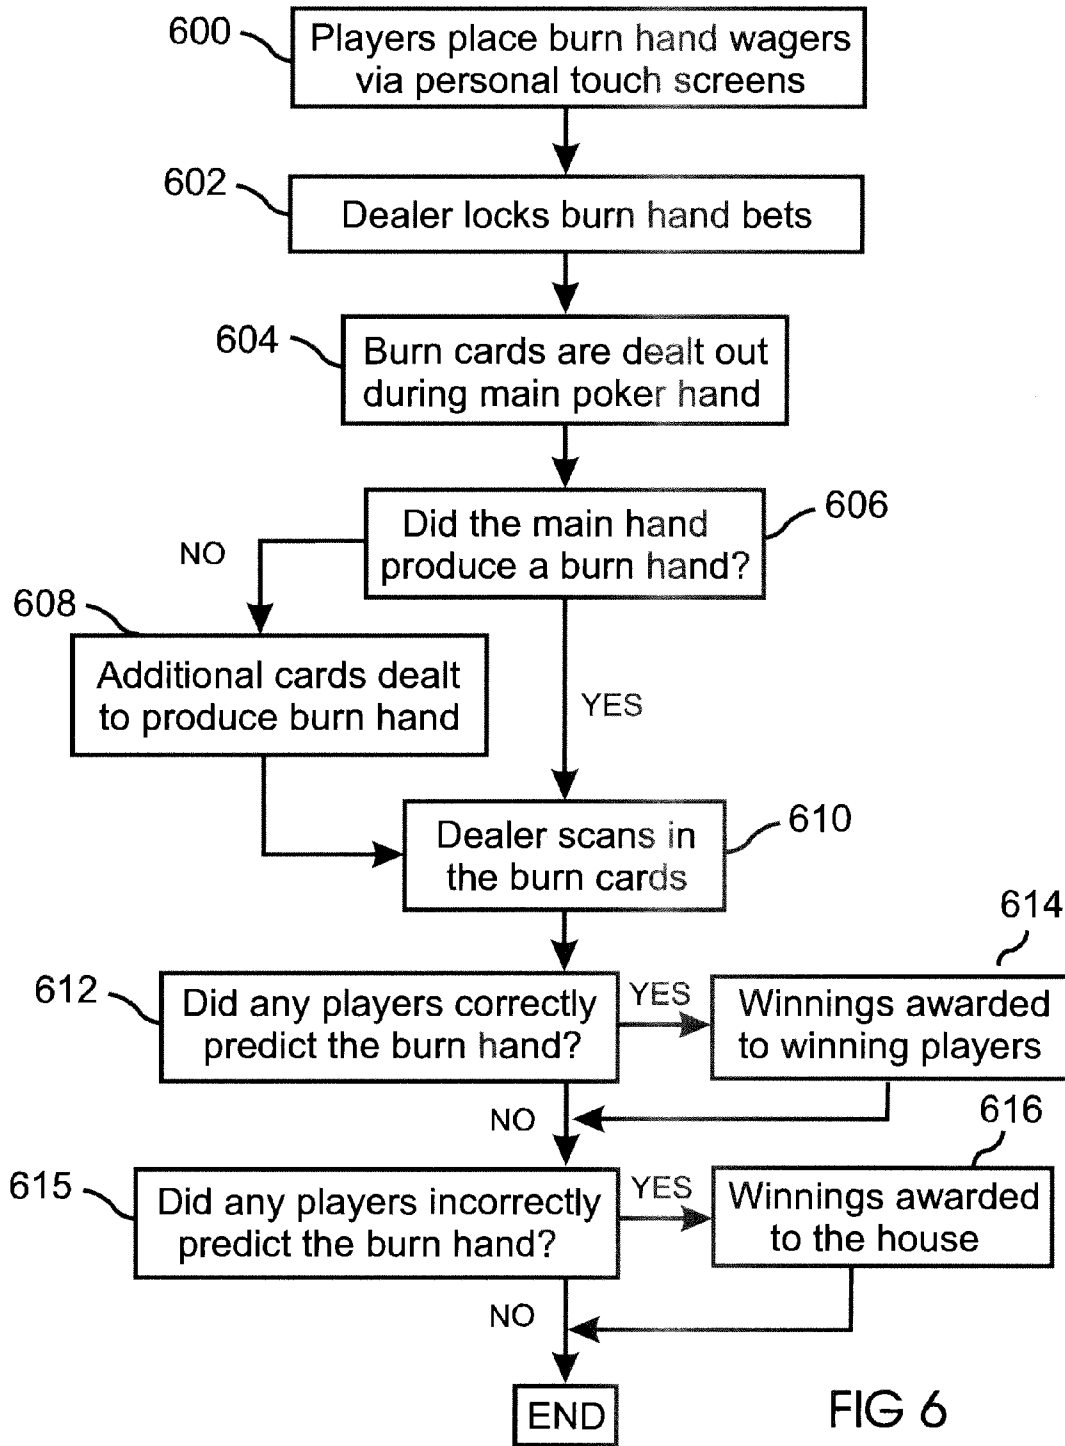 600
Players place burn hand wagers
via personal touch screens
602
Dealer locks burn hand bets
604
Burn cards are dealt out
during main poker hand
606
Did the main hand
produce a burn hand?
NO
608
Additional cards dealt
to produce burn hand
YES
610
Dealer scans in
the burn cards
612
Did any players correctly
predict the burn hand?
YES
614
Winnings awarded
to winning players
NO
615
Did any players incorrectly
predict the burn hand?
YES
616
Winnings awarded
to the house
NO
END
FIG 6